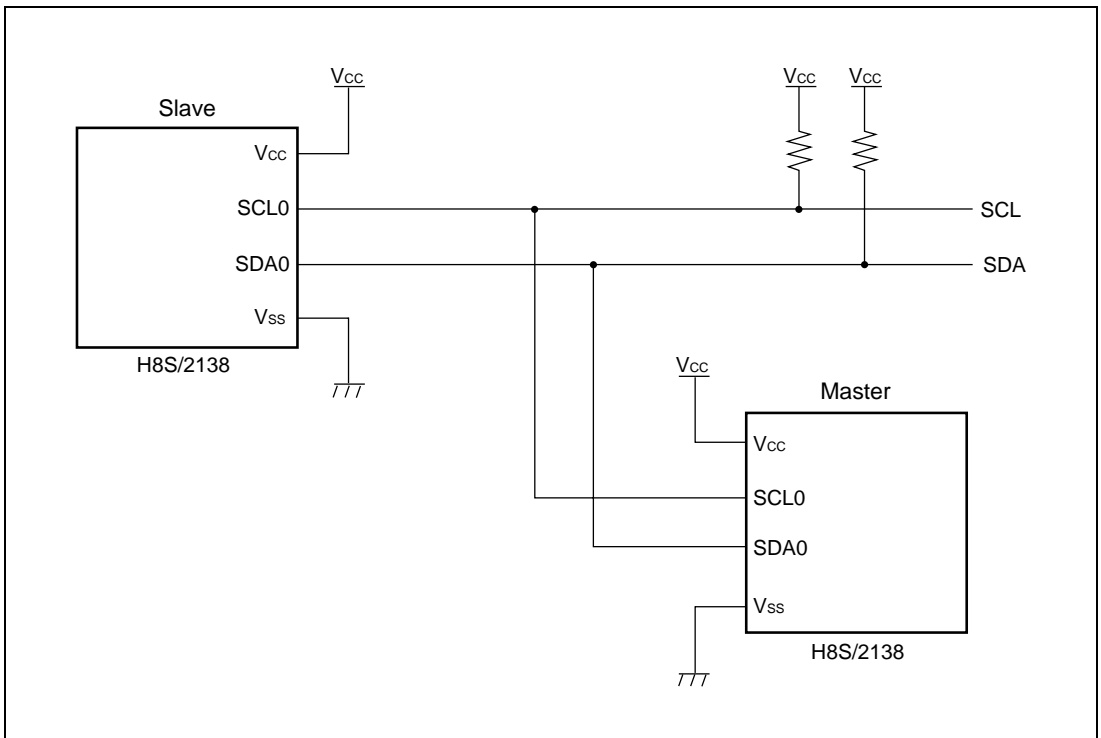 Slave
Vcc
Vcc
SCL0
SDA0
Vss
H8S/2138
Vcc
Vcc
SCL
SDA
Vcc
Master
Vcc
SCL0
SDA0
Vss
H8S/2138